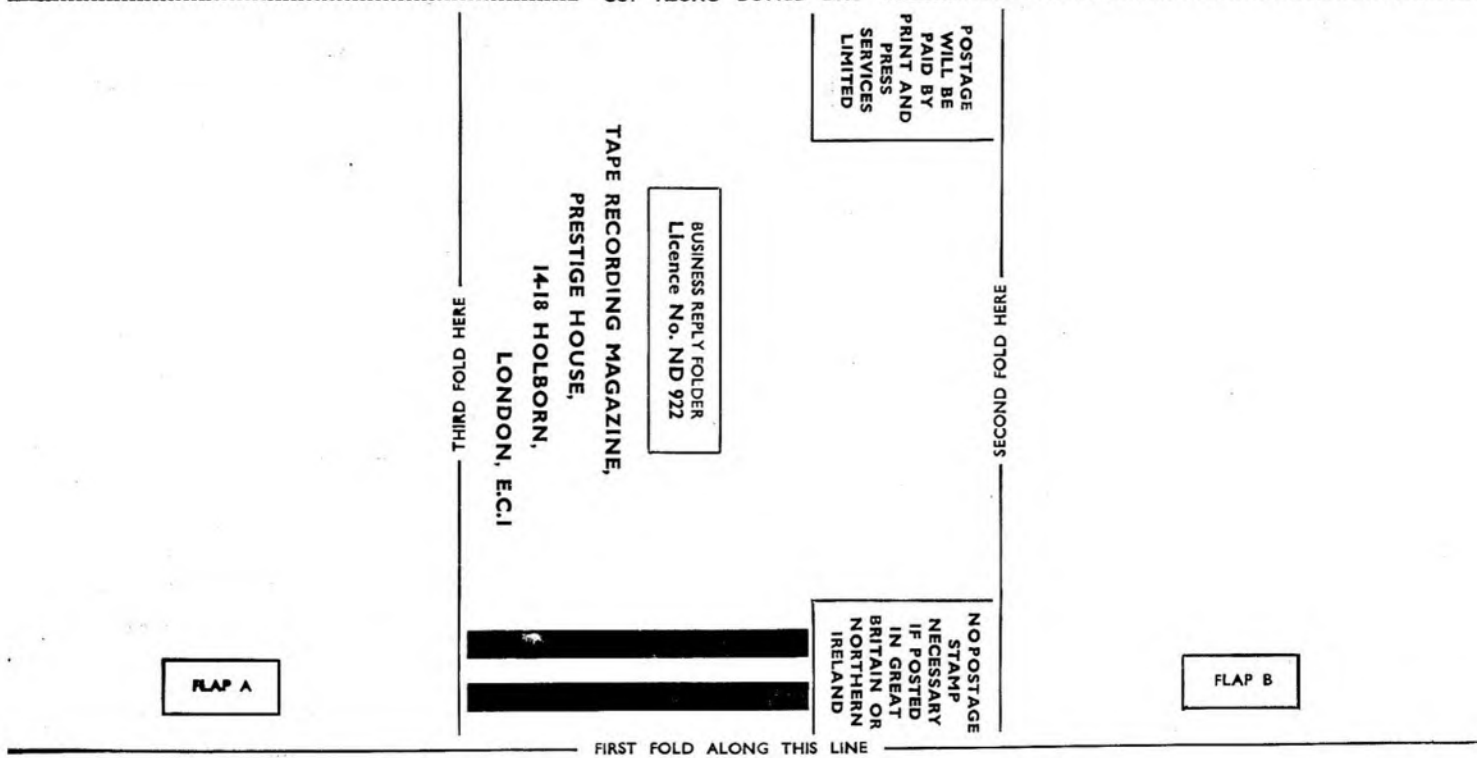 POSTAGE
WILL BE
PAID BY
PRINT AND
PRESS
SERVICES
LIMITED
NO POSTAGE
STAMP
NECESSARY
IF POSTED
IN GREAT
BRITAIN OR
NORTHERN
IRELAND
BUSINESS REPLY FOLDER
Licence No. ND 922
TAPE RECORDING MAGAZINE,
PRESTIGE HOUSE,
14-18 HOLBORN,
LONDON, E.C.1
SECOND FOLD HERE
THIRD FOLD HERE
FLAP A
FLAP B
FIRST FOLD ALONG THIS LINE